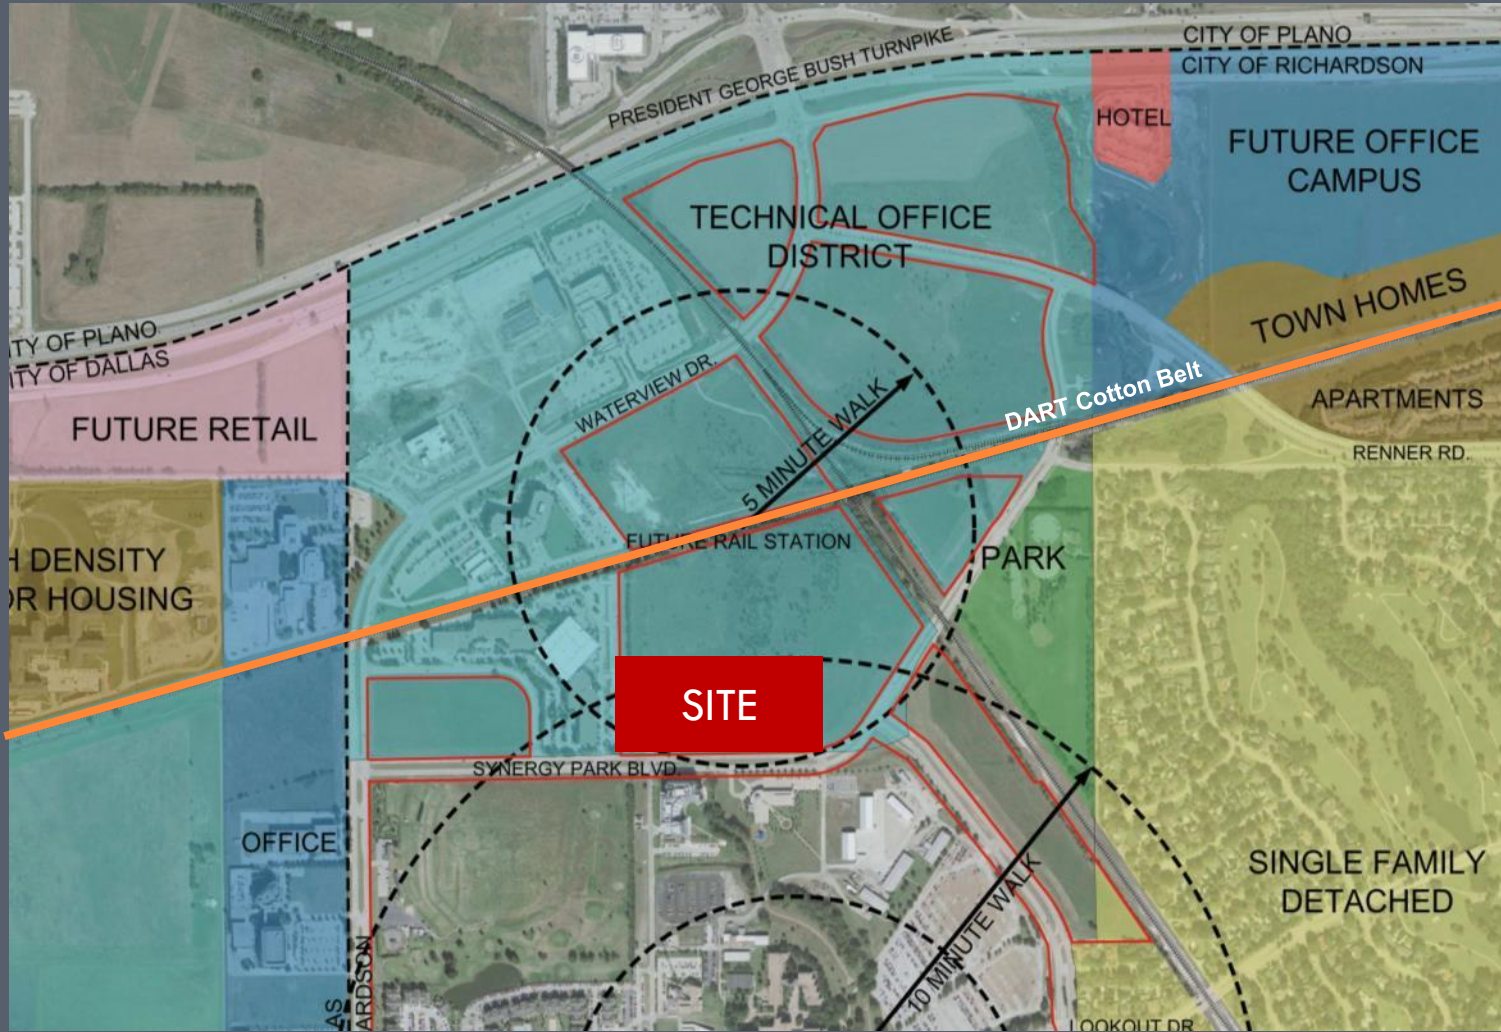 CITY OF PLANO
CITY OF RICHARDSON
PRESIDENT GEORGE BUSH TURNPIKE
HOTEL
FUTURE OFFICE
CAMPUS
TECHNICAL OFFICE
DISTRICT
TOWN HOMES
ITY OF PLANO
ITY OF DALLAS
WATERVIEW DR.
DART Cotton Belt
APARTMENTS
FUTURE RETAIL
5 MINUTE WALK
RENNER RD.
FUTURE RAIL STATION
PARK
H DENSITY
OR HOUSING
SITE
SYNERGY PARK BLVD.
OFFICE
SINGLE FAMILY
DETACHED
10 MINUTE WALK
AS
ARDSON
LOOKOUT DR